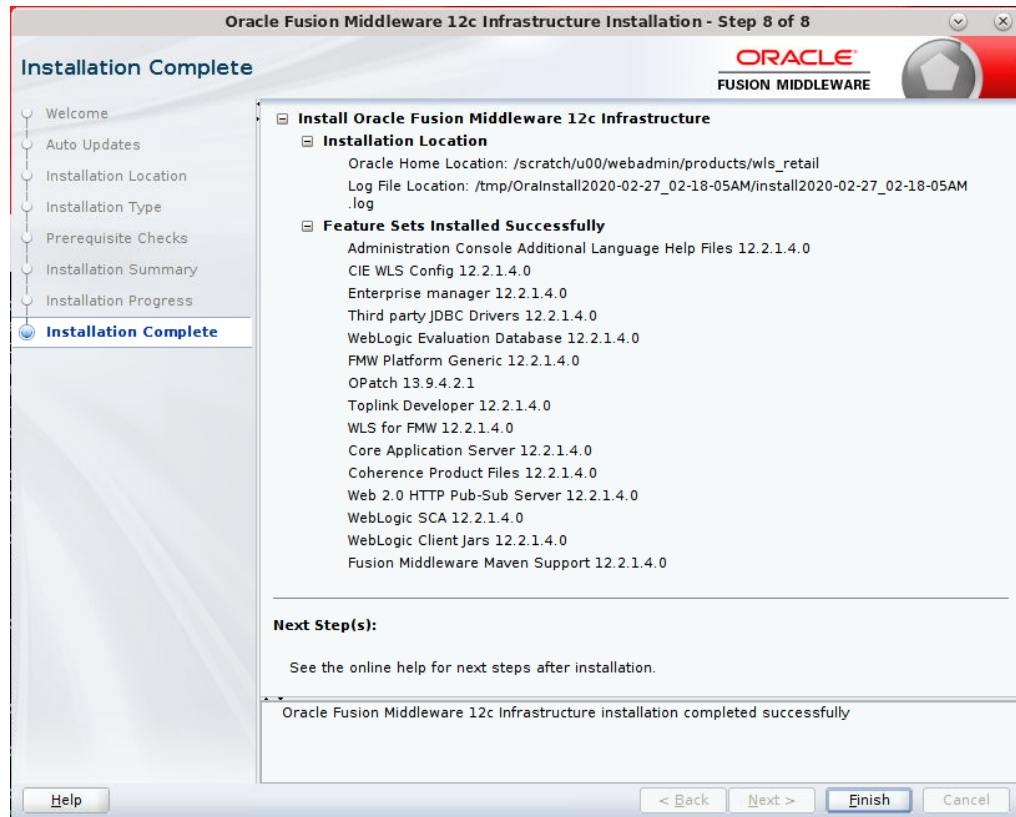 Oracle Fusion Middleware 12c Infrastructure Installation - Step 8 of 8
Installation Complete
ORACLE
FUSION MIDDLEWARE
Welcome
Auto Updates
Installation Location
Installation Type
Prerequisite Checks
Installation Summary
Installation Progress
Installation Complete
Install Oracle Fusion Middleware 12c Infrastructure
Installation Location
Oracle Home Location: /scratch/u00/webadmin/products/wls_retail
Log File Location: /tmp/OraInstall2020-02-27_02-18-05AM/install2020-02-27_02-18-05AM
.log
Feature Sets Installed Successfully
Administration Console Additional Language Help Files 12.2.1.4.0
CIE WLS Config 12.2.1.4.0
Enterprise manager 12.2.1.4.0
Third party JDBC Drivers 12.2.1.4.0
WebLogic Evaluation Database 12.2.1.4.0
FMW Platform Generic 12.2.1.4.0
OPatch 13.9.4.2.1
Toplink Developer 12.2.1.4.0
WLS for FMW 12.2.1.4.0
Core Application Server 12.2.1.4.0
Coherence Product Files 12.2.1.4.0
Web 2.0 HTTP Pub-Sub Server 12.2.1.4.0
WebLogic SCA 12.2.1.4.0
WebLogic Client Jars 12.2.1.4.0
Fusion Middleware Maven Support 12.2.1.4.0
Next Step(s):
See the online help for next steps after installation.
Oracle Fusion Middleware 12c Infrastructure installation completed successfully
Help
< Back
Next >
Finish
Cancel